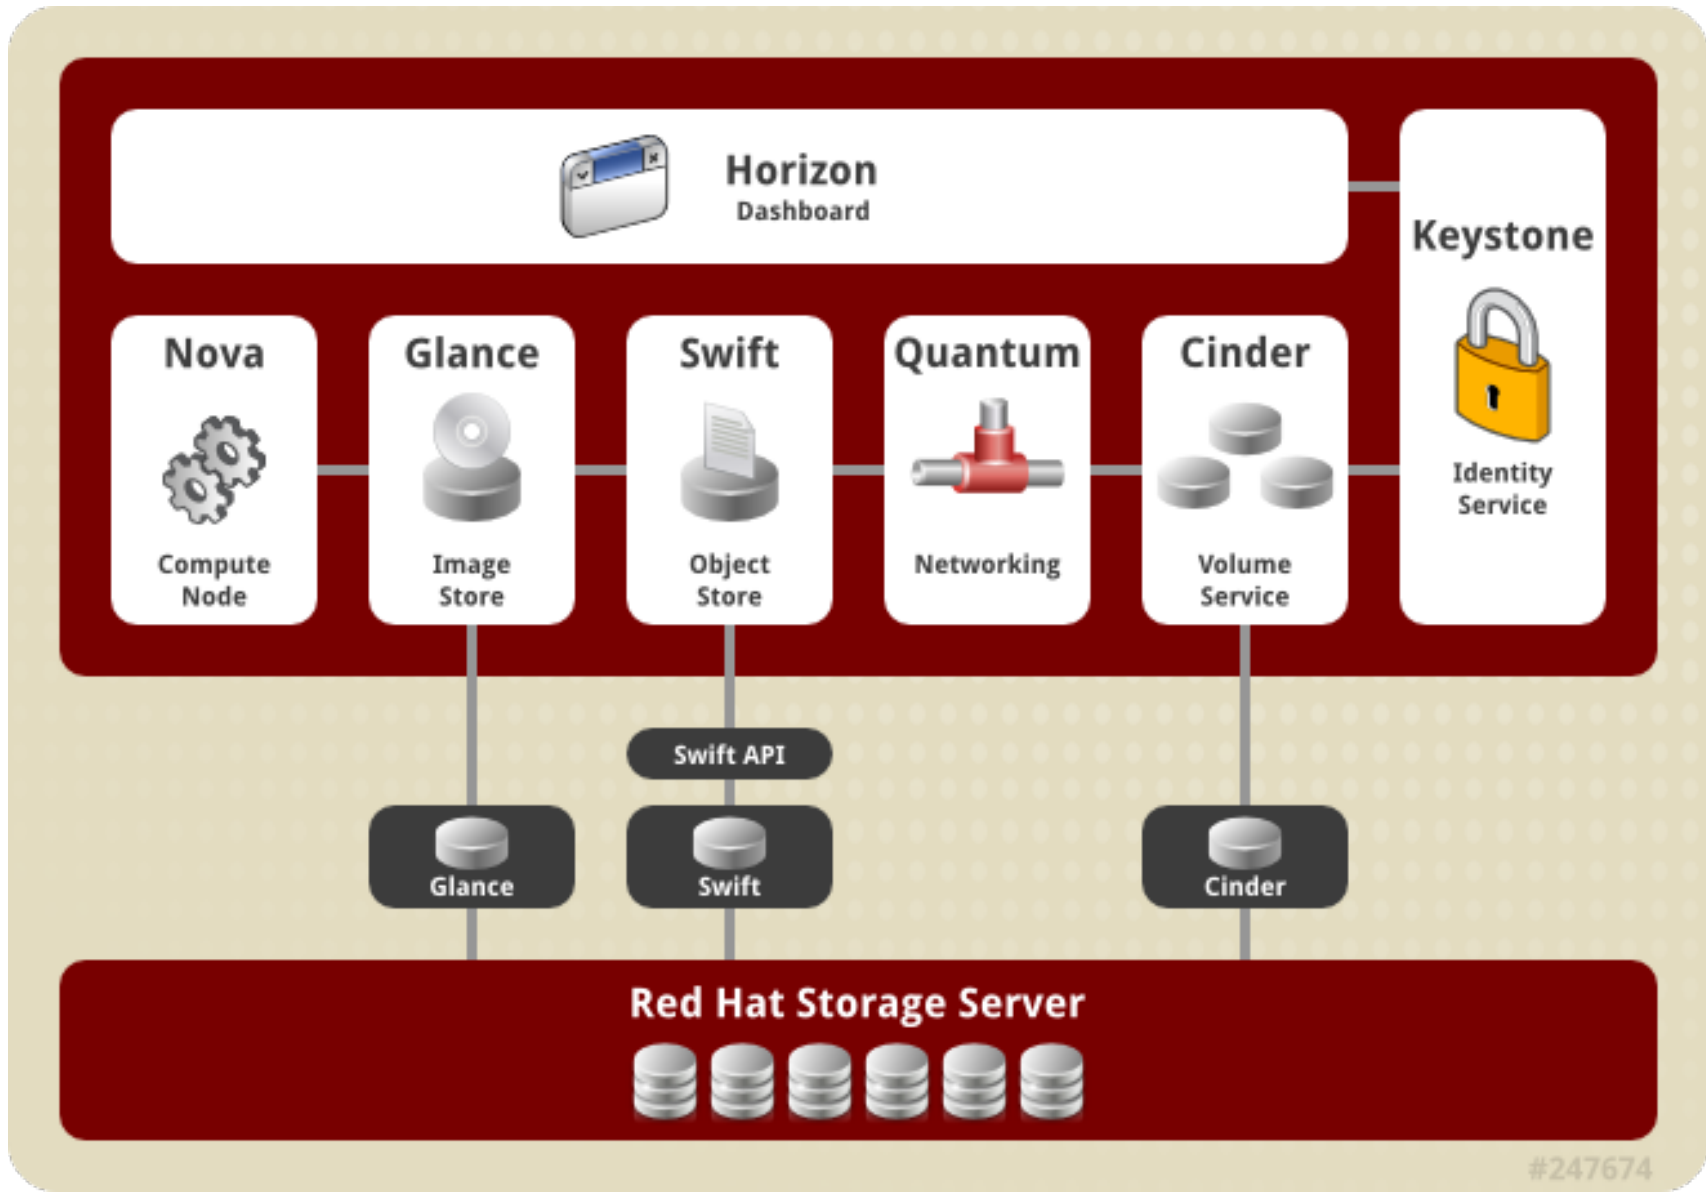 Horizon
Dashboard
Keystone
Identity
Service
Nova
Compute
Node
Glance
Image
Store
Swift
Object
Store
Quantum
Networking
Cinder
Volume
Service
Swift API
Glance
Swift
Cinder
Red Hat Storage Server
#247674